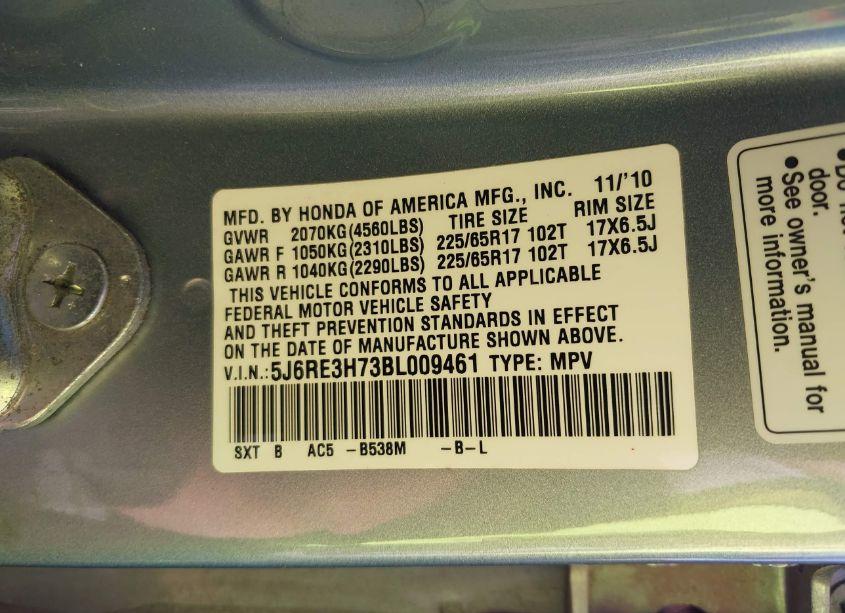 MFD. BY HONDA OF AMERICA MFG., INC. 11/'10
GVWR 2070KG(4560LBS) TIRE SIZE RIM SIZE
GAWR F 1050KG(2310LBS) 225/65R17 102T 17X6.5J
GAWR R 1040KG(2290LBS) 225/65R17 102T 17X6.5J
THIS VEHICLE CONFORMS TO ALL APPLICABLE
FEDERAL MOTOR VEHICLE SAFETY
AND THEFT PREVENTION STANDARDS IN EFFECT
ON THE DATE OF MANUFACTURE SHOWN ABOVE.
V.I.N.: 5J6RE3H73BL009461 TYPE: MPV
SXT B AC5 -B538M -B-L
door.
• See owner's manual for
more information.